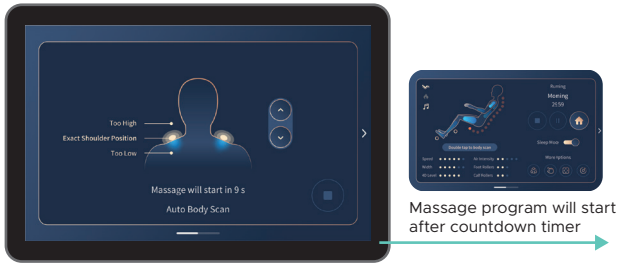 Too High
Exact Shoulder Position
Too Low
Massage will start in 9 s
Auto Body Scan
Running
Morning
Double tap to body scan
Sleep Mode
Speed
Width
Air Intensity
Foot Rollers
Calf Rollers
More Options
Massage program will start
after countdown timer